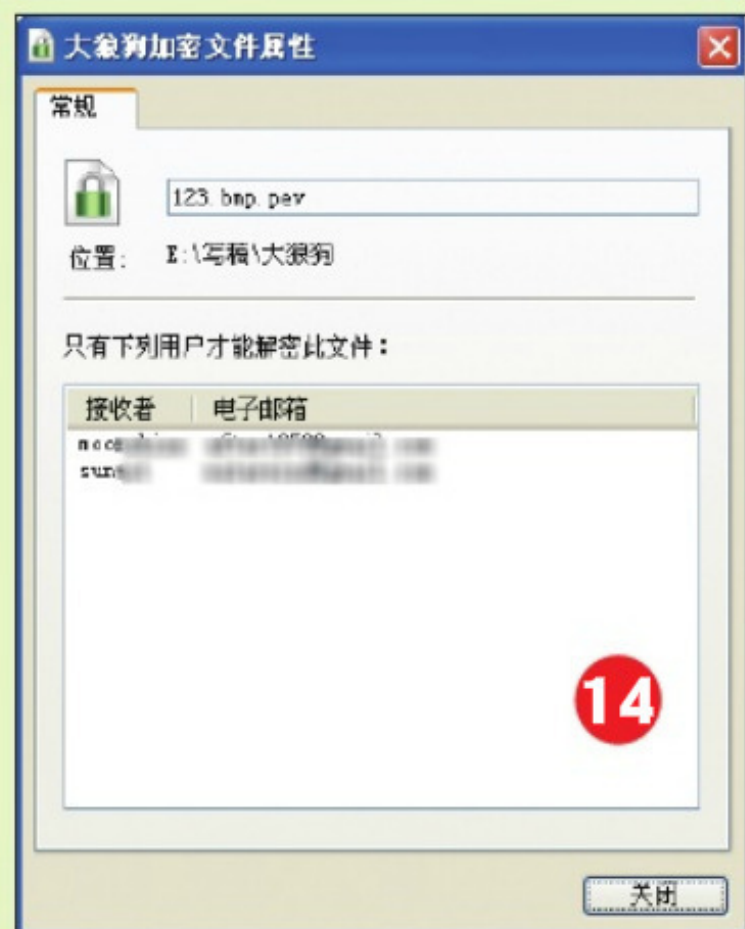 大狼狗加密文件属性
常规
123.bmp.pev
位置: E:\写稿\大狼狗
只有下列用户才能解密此文件：
接收者 电子邮箱
14
关闭